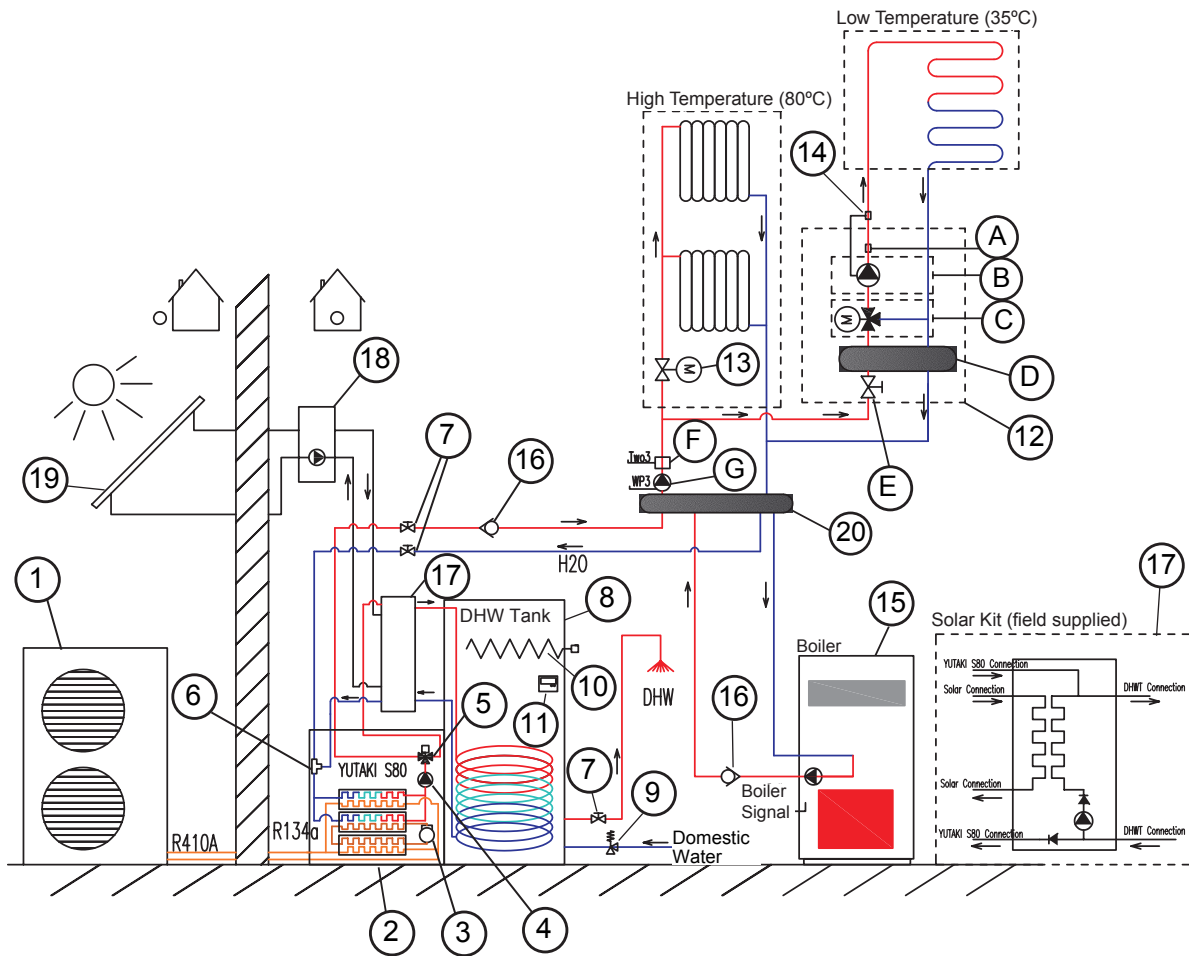 Low Temperature (35ºC)
High Temperature (80ºC)
14
A
B
C
M
13
M
D
18
12
7
16
F
Two3
G
E
WP3
19
20
H2O
1
17
8
15
17
DHW Tank
Solar Kit (field supplied)
Boiler
YUTAKI S80 Connection
10
DHW
Solar Connection
DHWT Connection
6
5
11
16
YUTAKI S80
7
9
Boiler
Signal
Solar Connection
R410A
R134a
Domestic
Water
YUTAKI S80 Connection
DHWT Connection
2
3
4